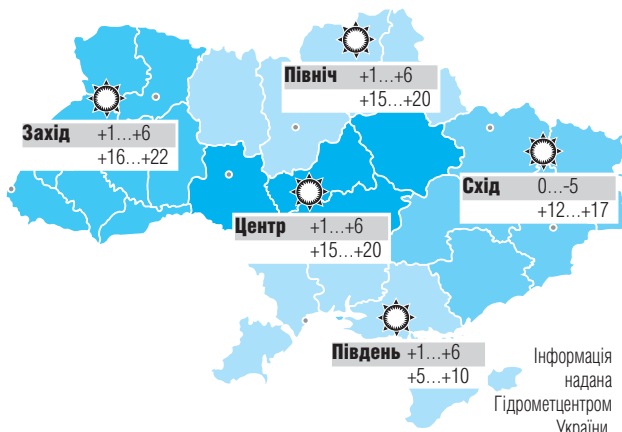 Північ +1...+6
+15...+20
Захід +1...+6
+16...+22
Схід 0...-5
+12...+17
Центр +1...+6
+15...+20
Південь +1...+6
+5...+10
Інформація
надана
Гідрометцентром
України.